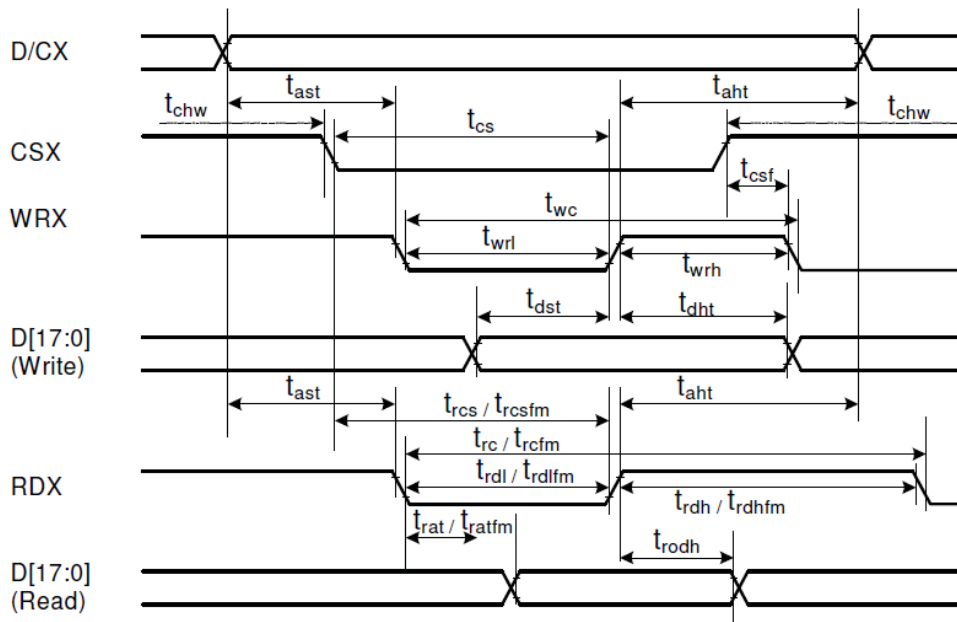 D/CX
t_ast
t_aht
t_chw
t_chw
t_cs
CSX
t_csf
WRX
t_wc
t_wrl
t_wrh
t_dst
t_dht
D[17:0]
(Write)
t_ast
t_aht
t_rcs / t_rcsfm
t_rc / t_rcfm
RDX
t_rdl / t_rdlfm
t_rdh / t_rdhfm
t_rat / t_ratfm
t_rodh
D[17:0]
(Read)